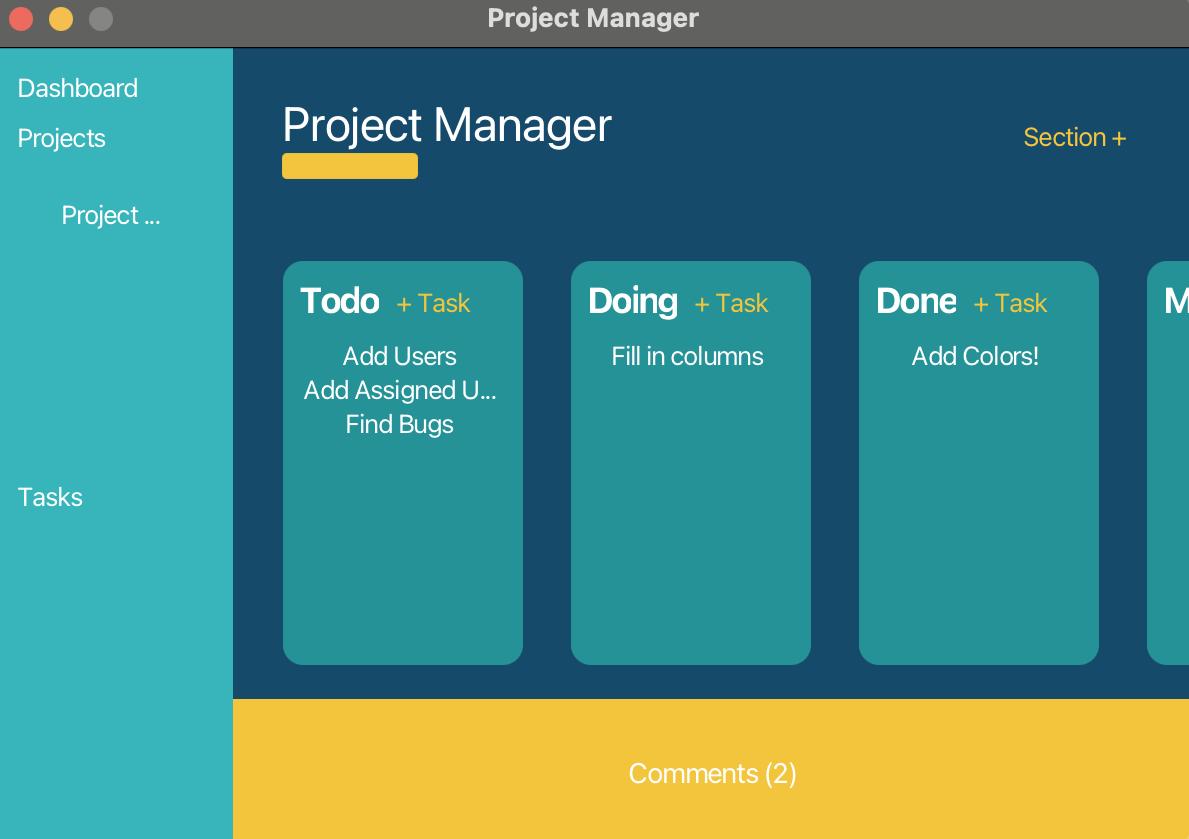 Project Manager
Dashboard
Projects
Project ...
Tasks
Project Manager
Section +
Todo + Task
Add Users
Add Assigned U...
Find Bugs
Doing + Task
Fill in columns
Done + Task
Add Colors!
Comments (2)